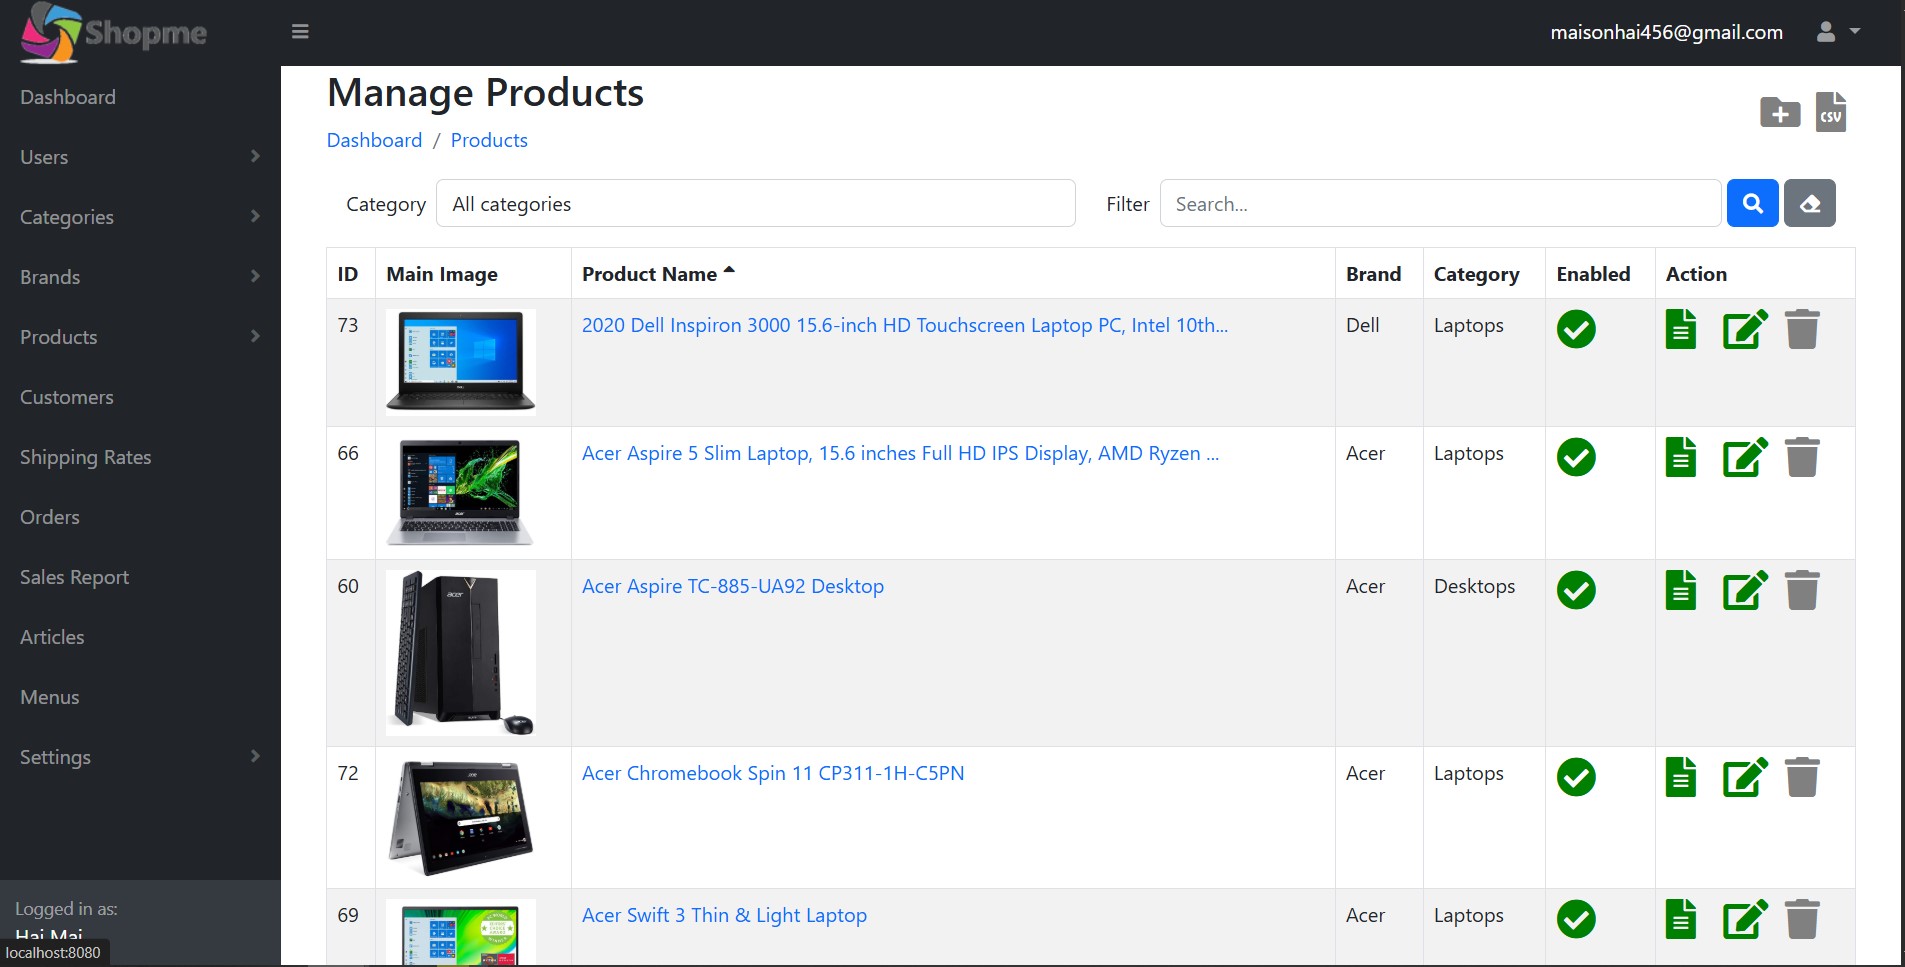 Shopme
maisonhai456@gmail.com
Dashboard
Users
Categories
Brands
Products
Customers
Shipping Rates
Orders
Sales Report
Articles
Menus
Settings
Logged in as:
Hai Mai
localhost:8080
Manage Products
Dashboard / Products
CSV
Category All categories Filter Search...
ID Main Image Product Name Brand Category Enabled Action
73 2020 Dell Inspiron 3000 15.6-inch HD Touchscreen Laptop PC, Intel 10th... Dell Laptops
66 Acer Aspire 5 Slim Laptop, 15.6 inches Full HD IPS Display, AMD Ryzen ... Acer Laptops
60 Acer Aspire TC-885-UA92 Desktop Acer Desktops
acer
72 Acer Chromebook Spin 11 CP311-1H-C5PN Acer Laptops
69 Acer Swift 3 Thin & Light Laptop Acer Laptops